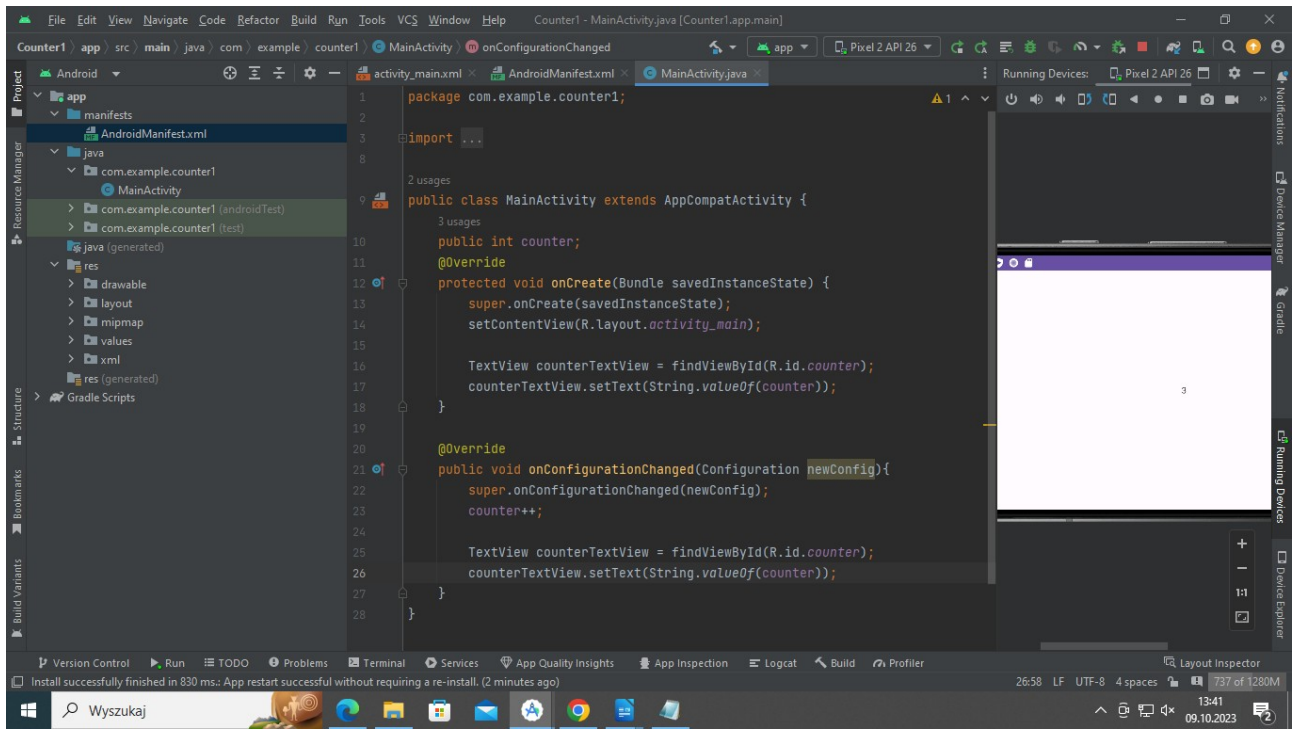 File Edit View Navigate Code Refactor Build Run Tools VCS Window Help Counter1 - MainActivity.java [Counter1.app.main]
Counter1 app src main java com example counter1 MainActivity onConfigurationChanged app Pixel 2 API 26
Android
activity_main.xml AndroidManifest.xml MainActivity.java
Running Devices: Pixel 2 API 26
Project
Resource Manager
Structure
Bookmarks
Build Variants
app
manifests
AndroidManifest.xml
java
com.example.counter1
MainActivity
com.example.counter1 (androidTest)
com.example.counter1 (test)
java (generated)
res
drawable
layout
mipmap
values
xml
res (generated)
Gradle Scripts
1 package com.example.counter1;
2
3 import ...
8
2 usages
9 public class MainActivity extends AppCompatActivity {
3 usages
10 public int counter;
11 @Override
12 protected void onCreate(Bundle savedInstanceState) {
13 super.onCreate(savedInstanceState);
14 setContentView(R.layout.activity_main);
15
16 TextView counterTextView = findViewById(R.id.counter);
17 counterTextView.setText(String.valueOf(counter));
18 }
19
20 @Override
21 public void onConfigurationChanged(Configuration newConfig){
22 super.onConfigurationChanged(newConfig);
23 counter++;
24
25 TextView counterTextView = findViewById(R.id.counter);
26 counterTextView.setText(String.valueOf(counter));
27 }
28 }
1
3
1:1
Notifications
Device Manager
Gradle
Running Devices
Device Explorer
Version Control Run TODO Problems Terminal Services App Quality Insights App Inspection Logcat Build Profiler Layout Inspector
Install successfully finished in 830 ms.: App restart successful without requiring a re-install. (2 minutes ago) 26:58 LF UTF-8 4 spaces 737 of 1280M
Wyszukaj
13:41
09.10.2023
2